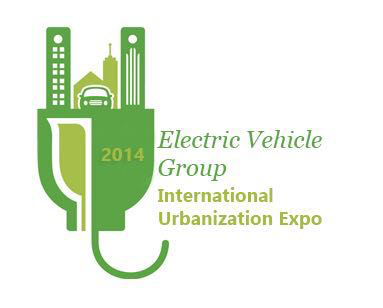 2014
Electric Vehicle
Group
International
Urbanization Expo